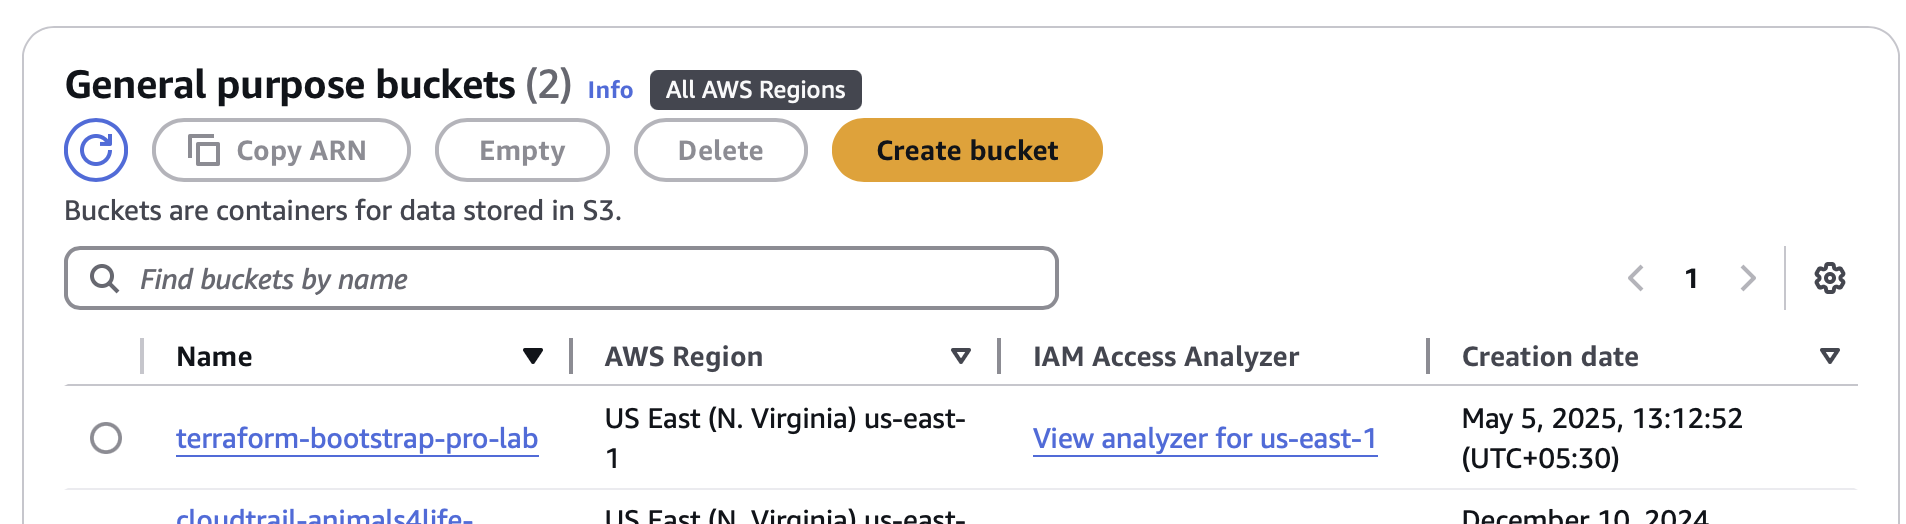 General purpose buckets (2) Info All AWS Regions
Copy ARN Empty Delete Create bucket
Buckets are containers for data stored in S3.
Find buckets by name
1
Name AWS Region IAM Access Analyzer Creation date
terraform-bootstrap-pro-lab US East (N. Virginia) us-east-1 View analyzer for us-east-1 May 5, 2025, 13:12:52 (UTC+05:30)
cloudtrail-animals4life- US East (N. Virginia) us-east- December 10, 2024